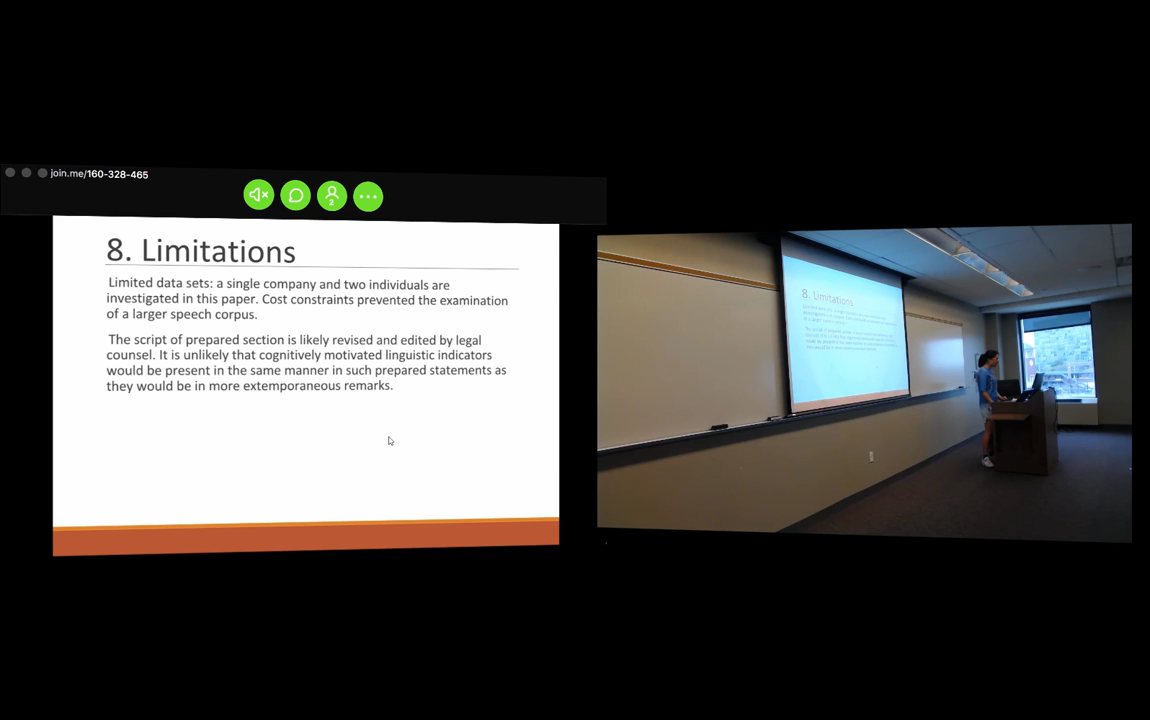 join.me/160-328-465
2
8. Limitations
Limited data sets: a single company and two individuals are
investigated in this paper. Cost constraints prevented the examination
of a larger speech corpus.
The script of prepared section is likely revised and edited by legal
counsel. It is unlikely that cognitively motivated linguistic indicators
would be present in the same manner in such prepared statements as
they would be in more extemporaneous remarks.
8. Limitations